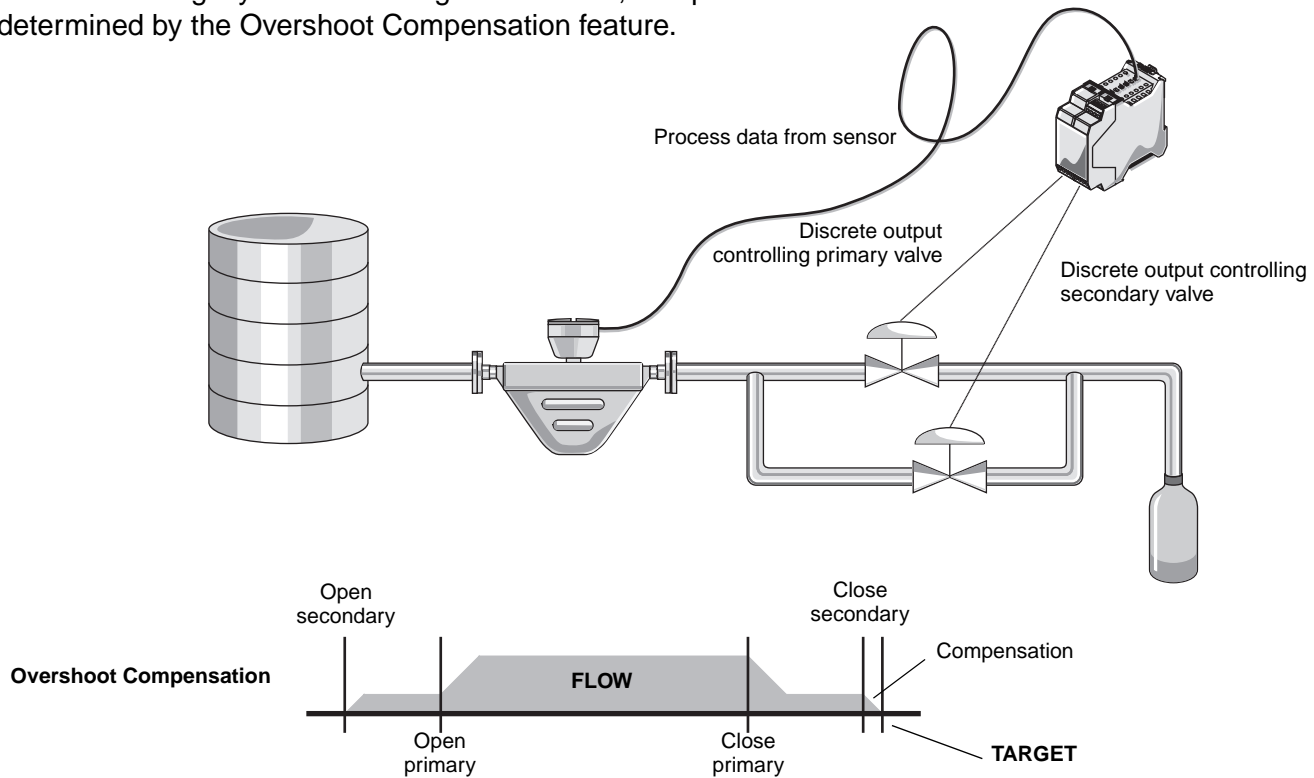 determined by the Overshoot Compensation feature.
Process data from sensor
Discrete output
controlling primary valve
Discrete output controlling
secondary valve
Open
secondary
Close
secondary
Compensation
Overshoot Compensation
FLOW
Open
primary
Close
primary
TARGET